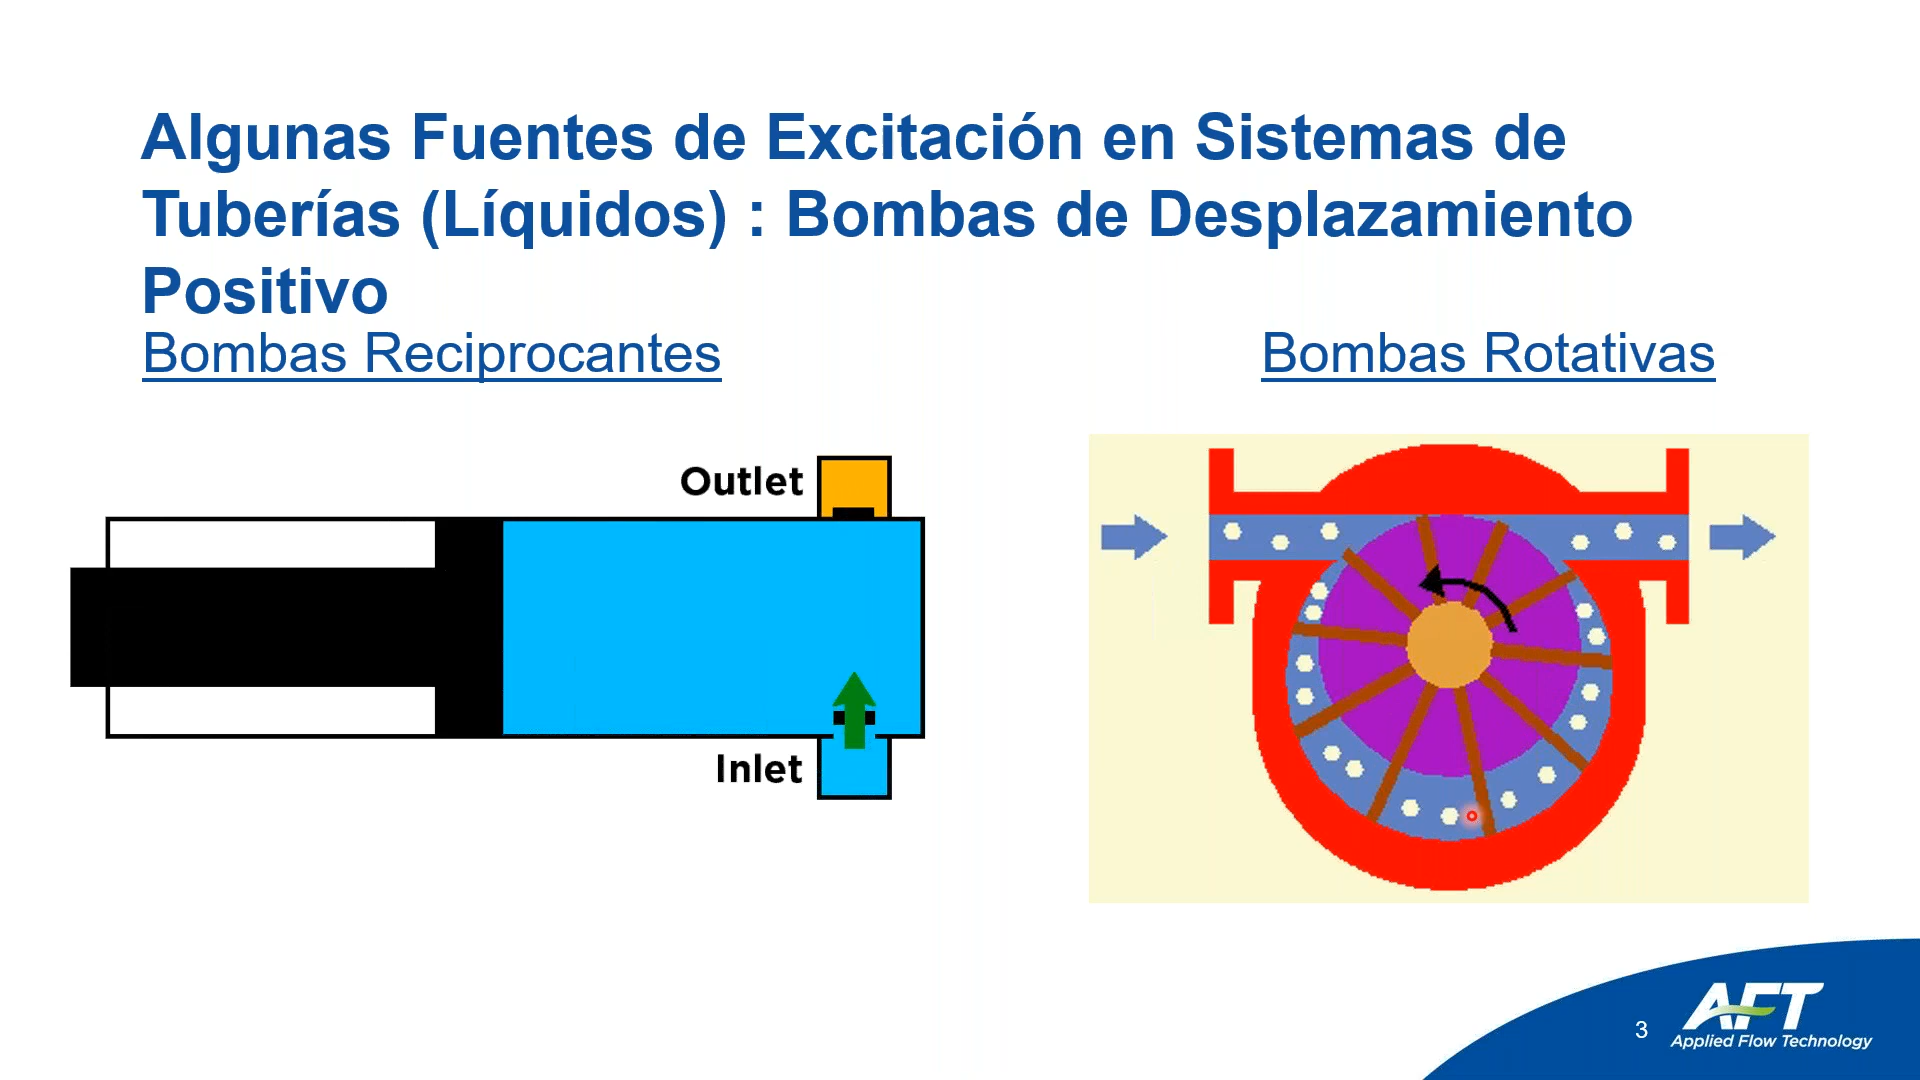 Algunas Fuentes de Excitación en Sistemas de
Tuberías (Líquidos) : Bombas de Desplazamiento
Positivo
Bombas Reciprocantes
Bombas Rotativas
Outlet
Inlet
3
AFT
Applied Flow Technology